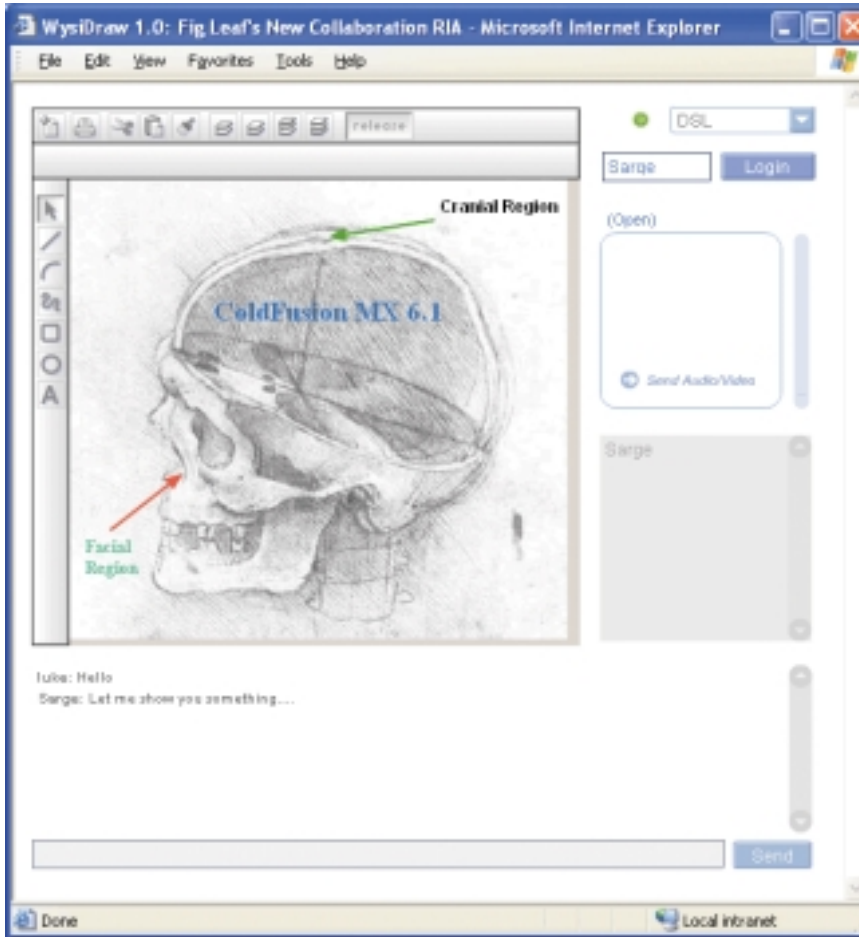 WysiDraw 1.0: Fig Leaf's New Collaboration RIA - Microsoft Internet Explorer
File Edit View Favorites Tools Help
release
DSL
Sarge
Login
Cranial Region
(Open)
ColdFusion MX 6.1
Send Audio/Video
A
Sarge
Facial
Region
luke: Hello
Sarge: Let me show you something....
Send
Done
Local intranet